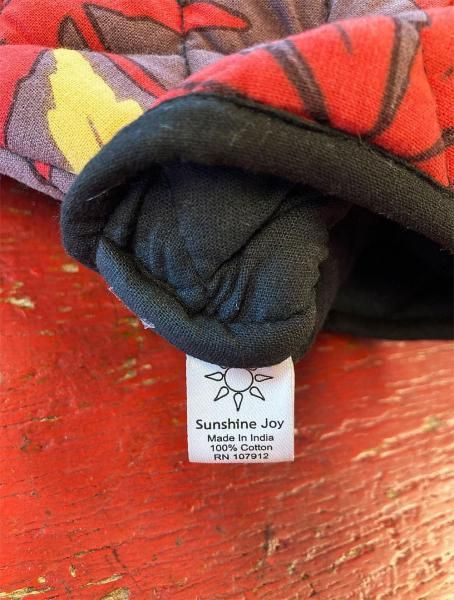 Sunshine Joy
Made In India
100% Cotton
RN 107912